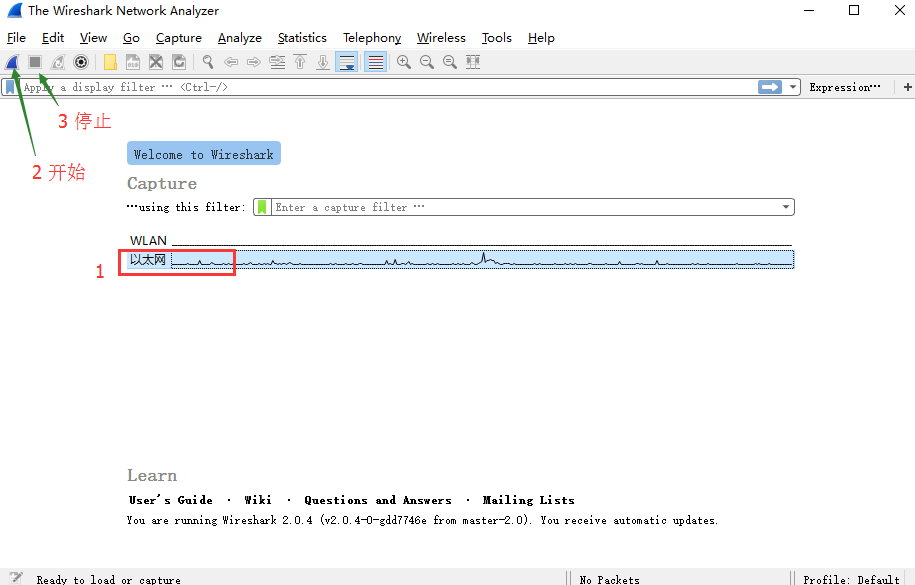 The Wireshark Network Analyzer
File Edit View Go Capture Analyze Statistics Telephony Wireless Tools Help
Apply a display filter ··· <Ctrl-/>
Expression···
+
3 停止
2 开始
Welcome to Wireshark
Capture
···using this filter:
Enter a capture filter ···
WLAN
以太网
1
Learn
User's Guide · Wiki · Questions and Answers · Mailing Lists
You are running Wireshark 2.0.4 (v2.0.4-0-gdd7746e from master-2.0). You receive automatic updates.
Ready to load or capture
No Packets
Profile: Default